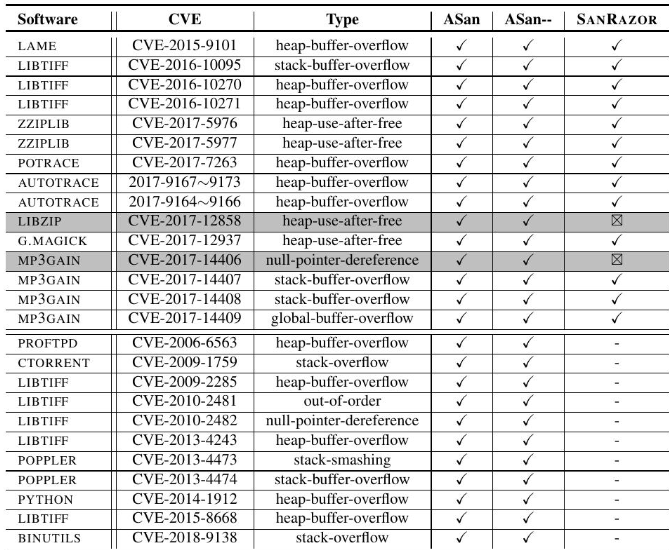 Software CVE Type ASan ASan-- SANRAZOR
LAME CVE-2015-9101 heap-buffer-overflow ✓ ✓ ✓
LIBTIFF CVE-2016-10095 stack-buffer-overflow ✓ ✓ ✓
LIBTIFF CVE-2016-10270 heap-buffer-overflow ✓ ✓ ✓
LIBTIFF CVE-2016-10271 heap-buffer-overflow ✓ ✓ ✓
ZZIPLIB CVE-2017-5976 heap-use-after-free ✓ ✓ ✓
ZZIPLIB CVE-2017-5977 heap-use-after-free ✓ ✓ ✓
POTRACE CVE-2017-7263 heap-buffer-overflow ✓ ✓ ✓
AUTOTRACE 2017-9167~9173 heap-buffer-overflow ✓ ✓ ✓
AUTOTRACE 2017-9164~9166 heap-buffer-overflow ✓ ✓ ✓
LIBZIP CVE-2017-12858 heap-use-after-free ✓ ✓ ☒
G.MAGICK CVE-2017-12937 heap-use-after-free ✓ ✓ ✓
MP3GAIN CVE-2017-14406 null-pointer-dereference ✓ ✓ ☒
MP3GAIN CVE-2017-14407 stack-buffer-overflow ✓ ✓ ✓
MP3GAIN CVE-2017-14408 stack-buffer-overflow ✓ ✓ ✓
MP3GAIN CVE-2017-14409 global-buffer-overflow ✓ ✓ ✓
PROFTPD CVE-2006-6563 heap-buffer-overflow ✓ ✓ -
CTORRENT CVE-2009-1759 stack-overflow ✓ ✓ -
LIBTIFF CVE-2009-2285 heap-buffer-overflow ✓ ✓ -
LIBTIFF CVE-2010-2481 out-of-order ✓ ✓ -
LIBTIFF CVE-2010-2482 null-pointer-dereference ✓ ✓ -
LIBTIFF CVE-2013-4243 heap-buffer-overflow ✓ ✓ -
POPPLER CVE-2013-4473 stack-smashing ✓ ✓ -
POPPLER CVE-2013-4474 stack-buffer-overflow ✓ ✓ -
PYTHON CVE-2014-1912 heap-buffer-overflow ✓ ✓ -
LIBTIFF CVE-2015-8668 heap-buffer-overflow ✓ ✓ -
BINUTILS CVE-2018-9138 stack-overflow ✓ ✓ -